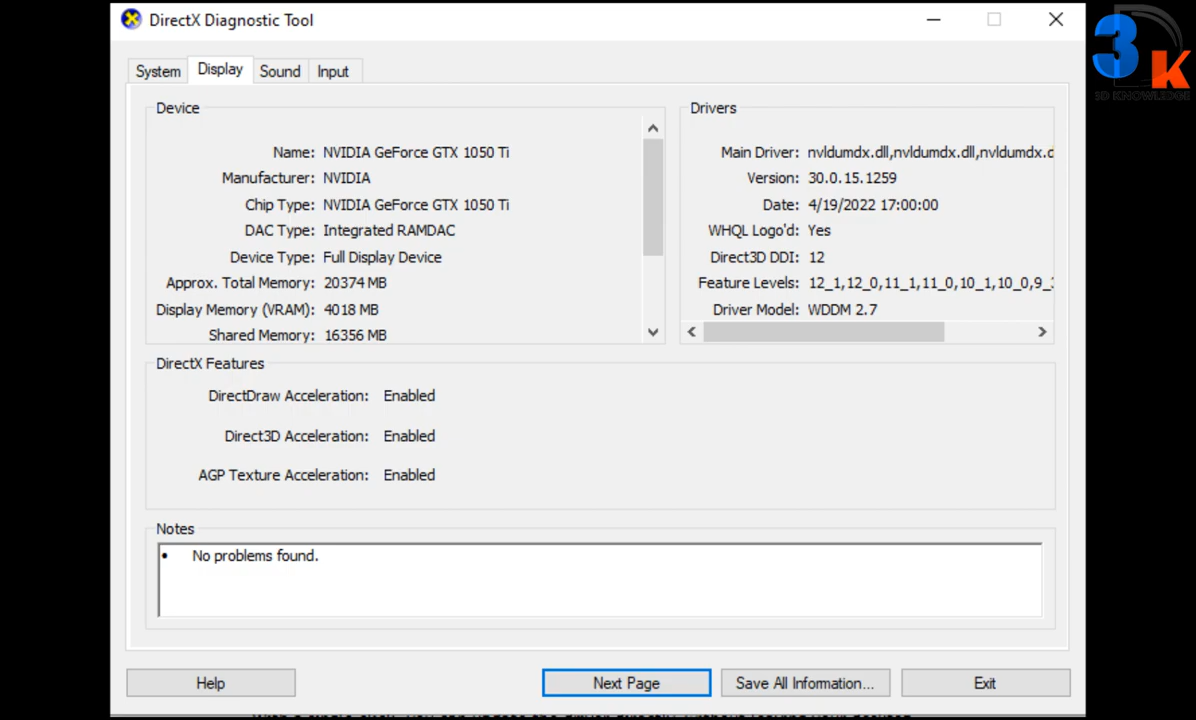 DirectX Diagnostic Tool
3K
3D KNOWLEDGE
System Display Sound Input
Device
Name: NVIDIA GeForce GTX 1050 Ti
Manufacturer: NVIDIA
Chip Type: NVIDIA GeForce GTX 1050 Ti
DAC Type: Integrated RAMDAC
Device Type: Full Display Device
Approx. Total Memory: 20374 MB
Display Memory (VRAM): 4018 MB
Shared Memory: 16356 MB
Drivers
Main Driver: nvldumdx.dll,nvldumdx.dll,nvldumdx.d
Version: 30.0.15.1259
Date: 4/19/2022 17:00:00
WHQL Logo'd: Yes
Direct3D DDI: 12
Feature Levels: 12_1,12_0,11_1,11_0,10_1,10_0,9_3
Driver Model: WDDM 2.7
DirectX Features
DirectDraw Acceleration: Enabled
Direct3D Acceleration: Enabled
AGP Texture Acceleration: Enabled
Notes
• No problems found.
Help Next Page Save All Information... Exit